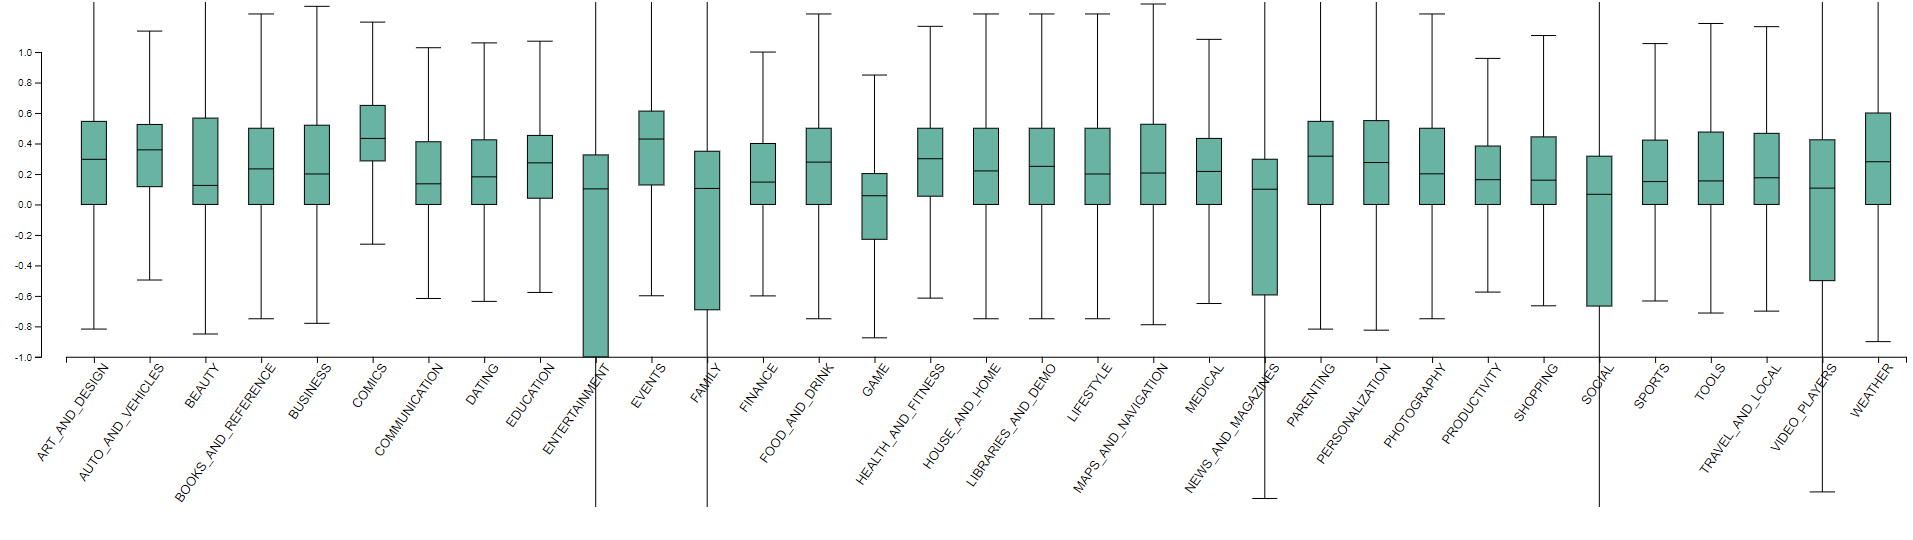 1.0
0.8
0.6
0.4
0.2
0.0
-0.2
-0.4
-0.6
-0.8
-1.0
ART_AND_DESIGN
AUTO_AND_VEHICLES
BEAUTY
BOOKS_AND_REFERENCE
BUSINESS
COMICS
COMMUNICATION
DATING
EDUCATION
ENTERTAINMENT
EVENTS
FAMILY
FINANCE
FOOD_AND_DRINK
GAME
HEALTH_AND_FITNESS
HOUSE_AND_HOME
LIBRARIES_AND_DEMO
LIFESTYLE
MAPS_AND_NAVIGATION
MEDICAL
NEWS_AND_MAGAZINES
PARENTING
PERSONALIZATION
PHOTOGRAPHY
PRODUCTIVITY
SHOPPING
SOCIAL
SPORTS
TOOLS
TRAVEL_AND_LOCAL
VIDEO_PLAYERS
WEATHER